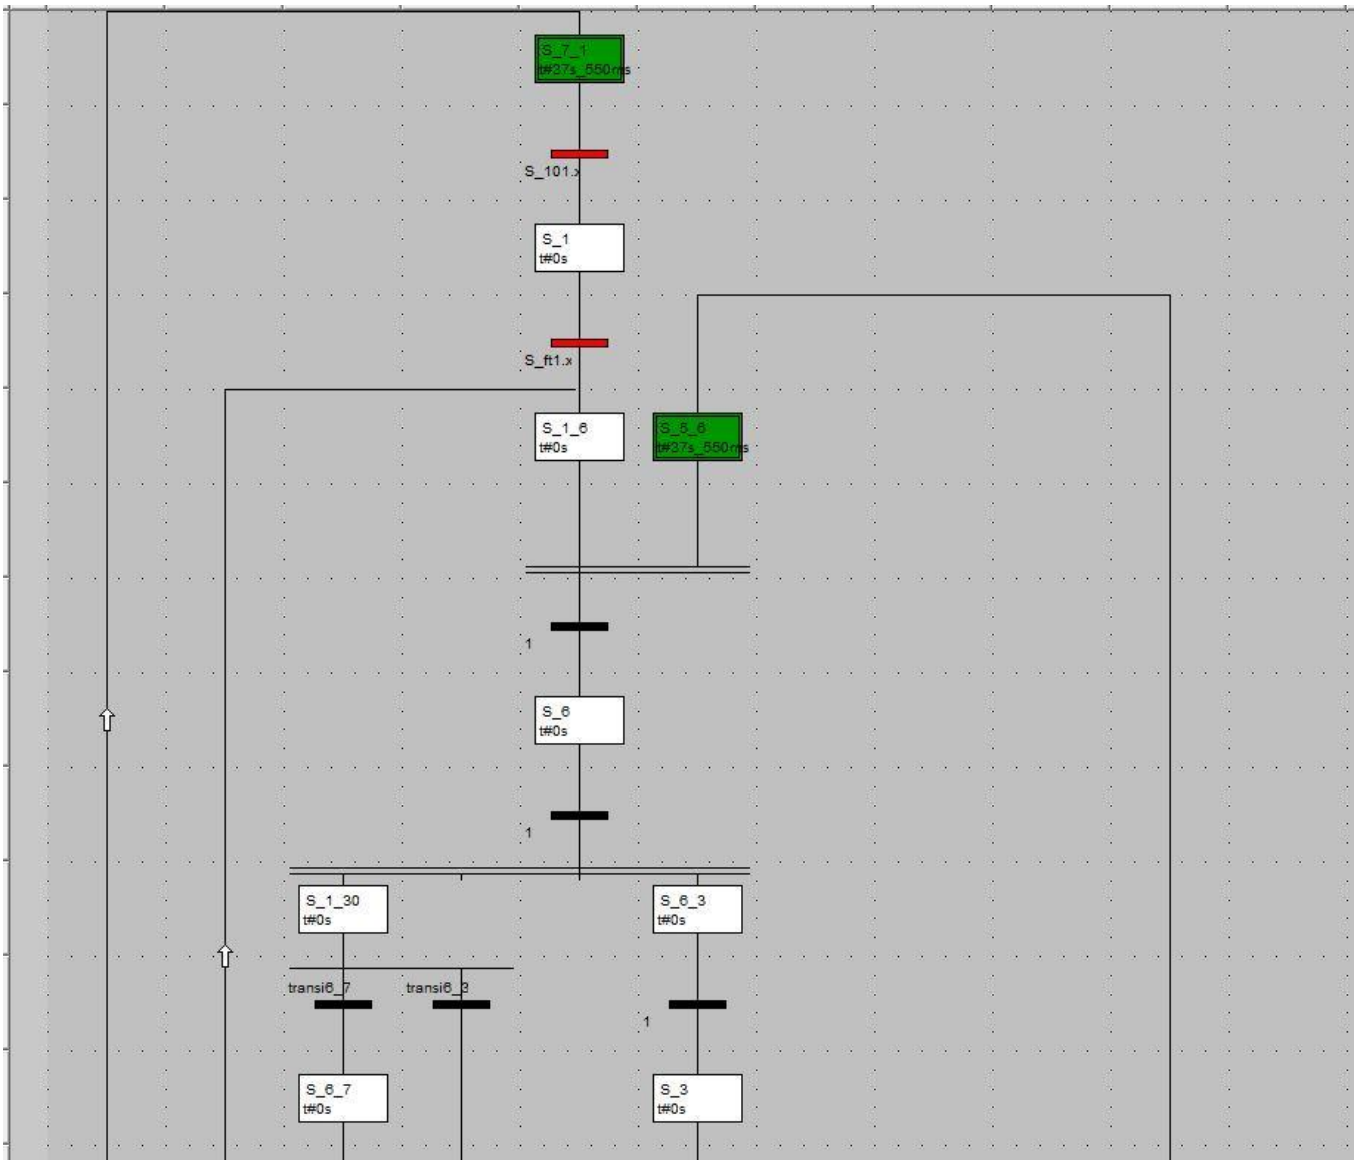 S_7_1
t#37s_550ms
S_101.x
S_1
t#0s
S_ft1.x
S_1_6
t#0s
S_5_6
t#37s_550ms
1
S_6
t#0s
1
S_1_30
t#0s
S_6_3
t#0s
transi6_7
transi6_3
1
S_6_7
t#0s
S_3
t#0s